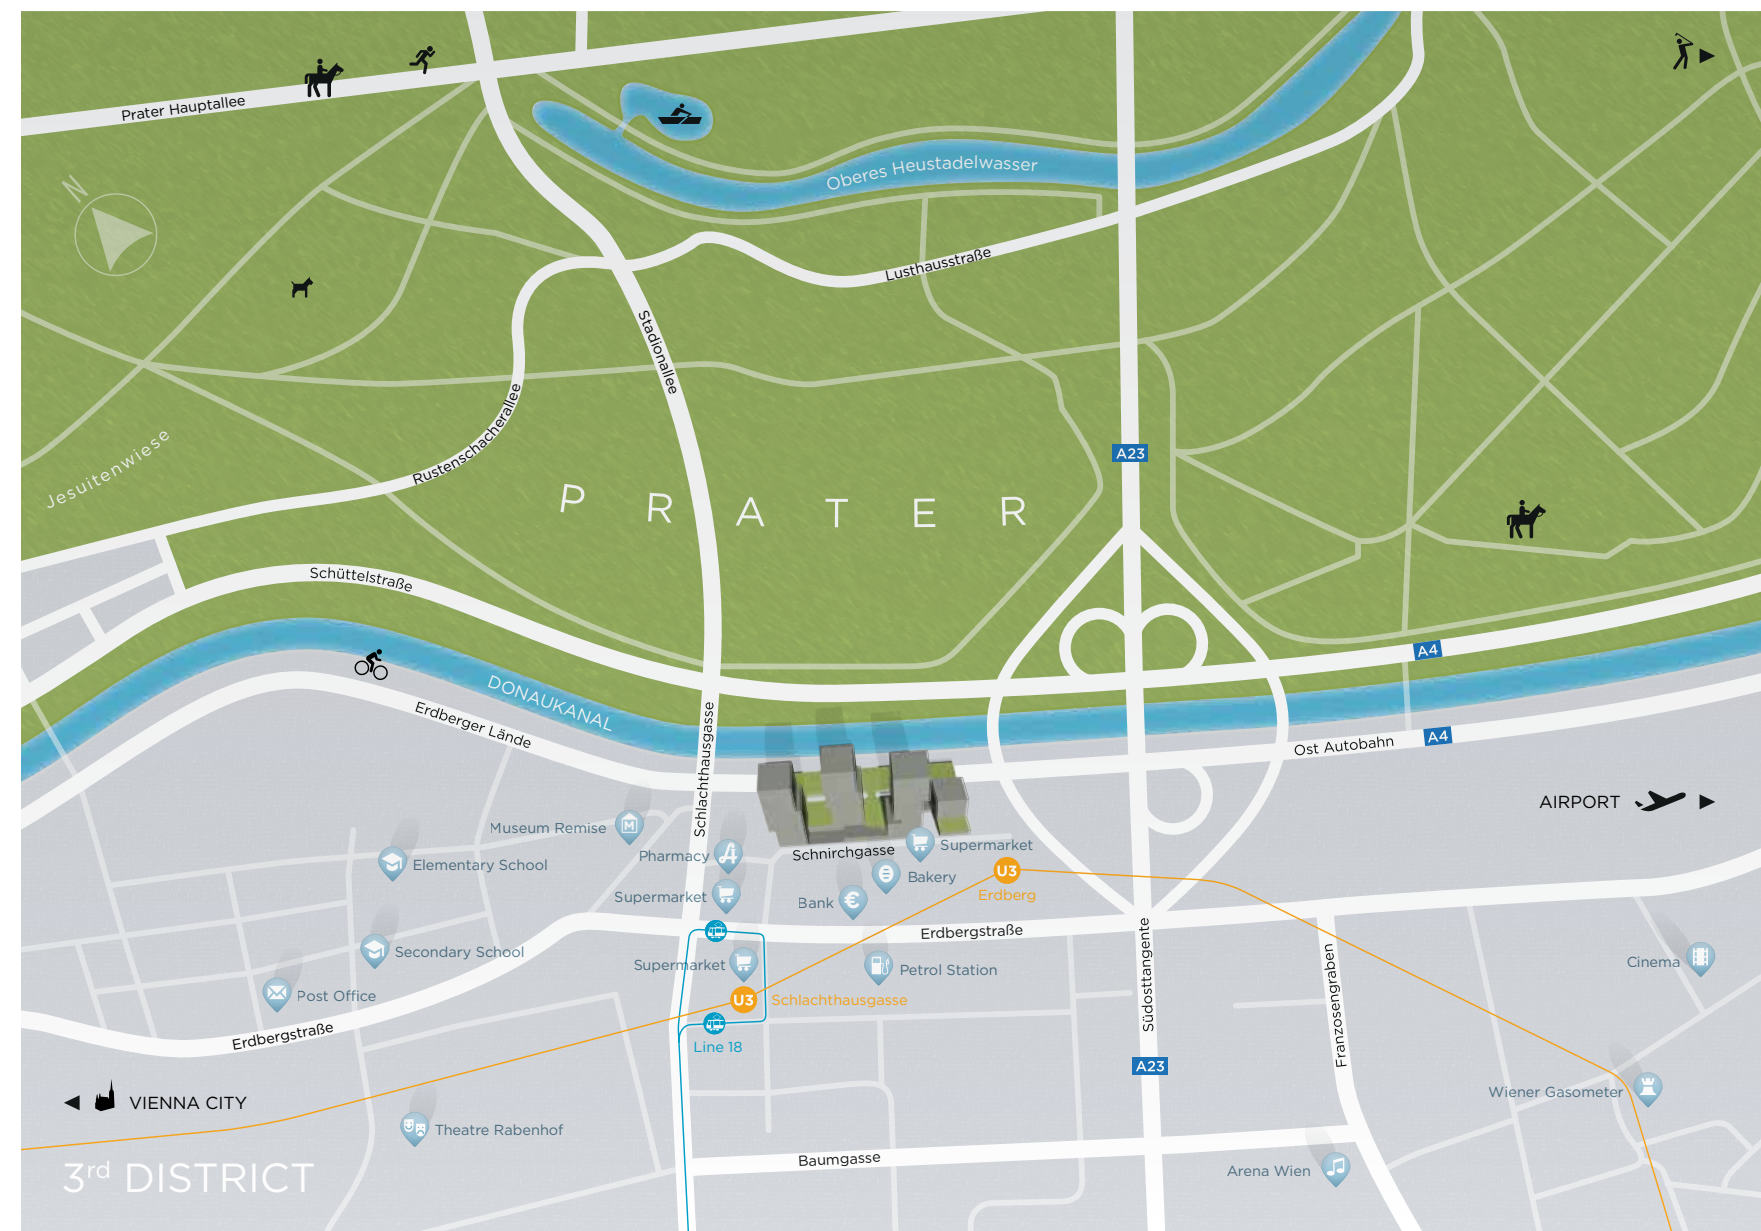 Prater Hauptallee
N
Oberes Heustadelwasser
Lusthausstraße
Stadionallee
Rustenschacherallee
Jesuitenwiese
A23
PRATER
Schüttelstraße
A4
DONAUKANAL
Erdberger Lände
Schlachthausgasse
Ost Autobahn
A4
AIRPORT
Museum Remise
Pharmacy
Schnirchgasse
Supermarket
Elementary School
Bakery
U3
Erdberg
Supermarket
Bank
Erdbergstraße
Secondary School
Supermarket
Petrol Station
Südosttangente
Franzosengraben
Cinema
Post Office
U3
Schlachthausgasse
Erdbergstraße
Line 18
A23
Wiener Gasometer
VIENNA CITY
Theatre Rabenhof
Baumgasse
Arena Wien
3rd DISTRICT